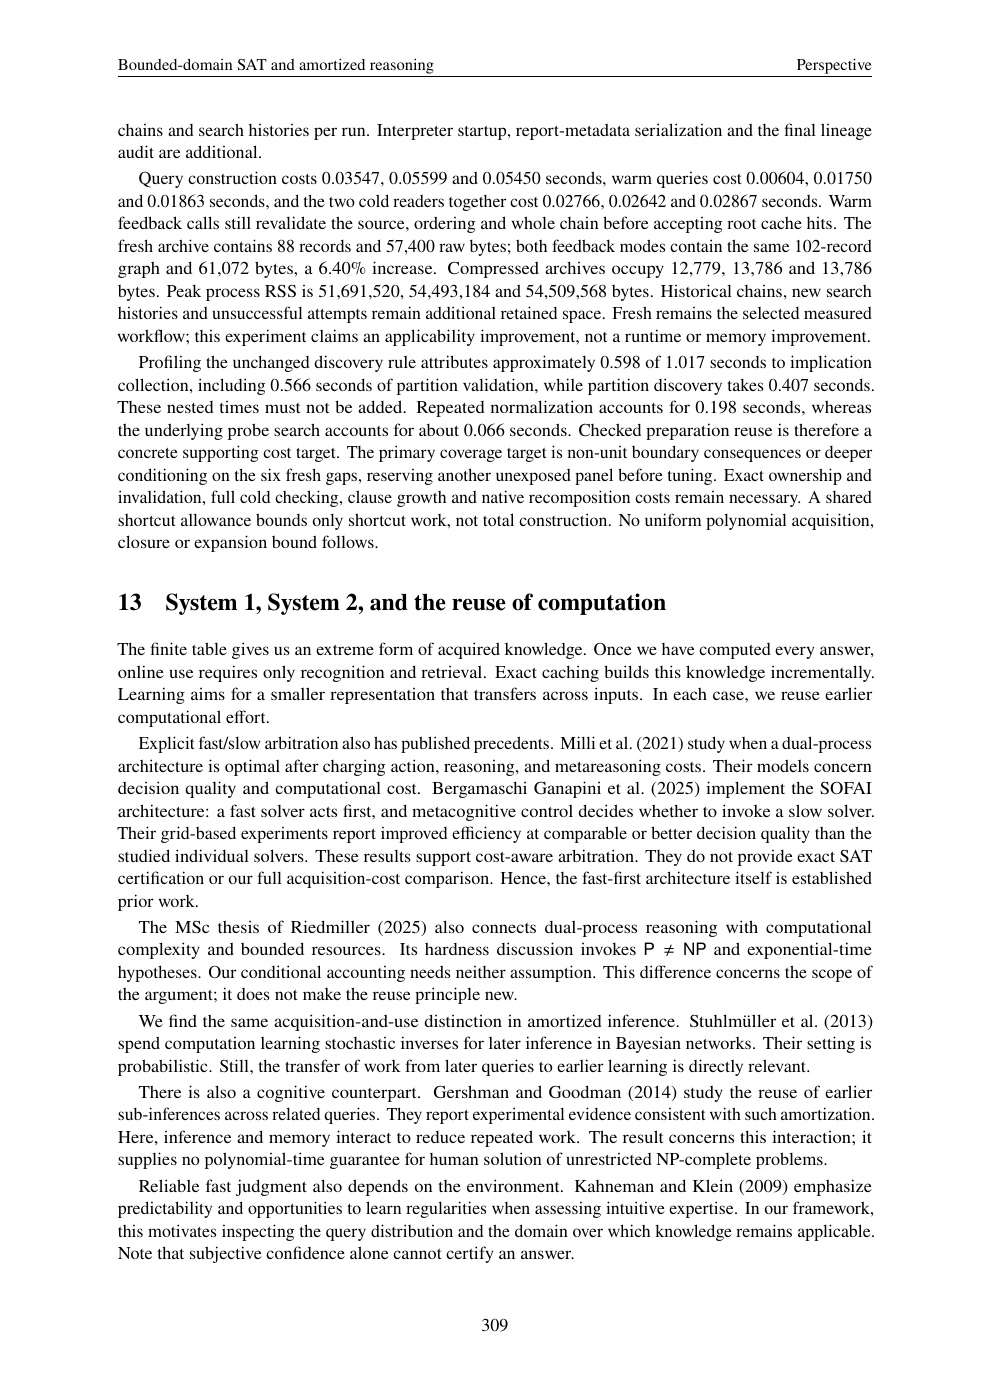 Bounded-domain SAT and amortized reasoning Perspective
chains and search histories per run. Interpreter startup, report-metadata serialization and the final lineage
audit are additional.
Query construction costs 0.03547, 0.05599 and 0.05450 seconds, warm queries cost 0.00604, 0.01750
and 0.01863 seconds, and the two cold readers together cost 0.02766, 0.02642 and 0.02867 seconds. Warm
feedback calls still revalidate the source, ordering and whole chain before accepting root cache hits. The
fresh archive contains 88 records and 57,400 raw bytes; both feedback modes contain the same 102-record
graph and 61,072 bytes, a 6.40% increase. Compressed archives occupy 12,779, 13,786 and 13,786
bytes. Peak process RSS is 51,691,520, 54,493,184 and 54,509,568 bytes. Historical chains, new search
histories and unsuccessful attempts remain additional retained space. Fresh remains the selected measured
workflow; this experiment claims an applicability improvement, not a runtime or memory improvement.
Profiling the unchanged discovery rule attributes approximately 0.598 of 1.017 seconds to implication
collection, including 0.566 seconds of partition validation, while partition discovery takes 0.407 seconds.
These nested times must not be added. Repeated normalization accounts for 0.198 seconds, whereas
the underlying probe search accounts for about 0.066 seconds. Checked preparation reuse is therefore a
concrete supporting cost target. The primary coverage target is non-unit boundary consequences or deeper
conditioning on the six fresh gaps, reserving another unexposed panel before tuning. Exact ownership and
invalidation, full cold checking, clause growth and native recomposition costs remain necessary. A shared
shortcut allowance bounds only shortcut work, not total construction. No uniform polynomial acquisition,
closure or expansion bound follows.
13 System 1, System 2, and the reuse of computation
The finite table gives us an extreme form of acquired knowledge. Once we have computed every answer,
online use requires only recognition and retrieval. Exact caching builds this knowledge incrementally.
Learning aims for a smaller representation that transfers across inputs. In each case, we reuse earlier
computational effort.
Explicit fast/slow arbitration also has published precedents. Milli et al. (2021) study when a dual-process
architecture is optimal after charging action, reasoning, and metareasoning costs. Their models concern
decision quality and computational cost. Bergamaschi Ganapini et al. (2025) implement the SOFAI
architecture: a fast solver acts first, and metacognitive control decides whether to invoke a slow solver.
Their grid-based experiments report improved efficiency at comparable or better decision quality than the
studied individual solvers. These results support cost-aware arbitration. They do not provide exact SAT
certification or our full acquisition-cost comparison. Hence, the fast-first architecture itself is established
prior work.
The MSc thesis of Riedmiller (2025) also connects dual-process reasoning with computational
complexity and bounded resources. Its hardness discussion invokes P ≠ NP and exponential-time
hypotheses. Our conditional accounting needs neither assumption. This difference concerns the scope of
the argument; it does not make the reuse principle new.
We find the same acquisition-and-use distinction in amortized inference. Stuhlmüller et al. (2013)
spend computation learning stochastic inverses for later inference in Bayesian networks. Their setting is
probabilistic. Still, the transfer of work from later queries to earlier learning is directly relevant.
There is also a cognitive counterpart. Gershman and Goodman (2014) study the reuse of earlier
sub-inferences across related queries. They report experimental evidence consistent with such amortization.
Here, inference and memory interact to reduce repeated work. The result concerns this interaction; it
supplies no polynomial-time guarantee for human solution of unrestricted NP-complete problems.
Reliable fast judgment also depends on the environment. Kahneman and Klein (2009) emphasize
predictability and opportunities to learn regularities when assessing intuitive expertise. In our framework,
this motivates inspecting the query distribution and the domain over which knowledge remains applicable.
Note that subjective confidence alone cannot certify an answer.
309